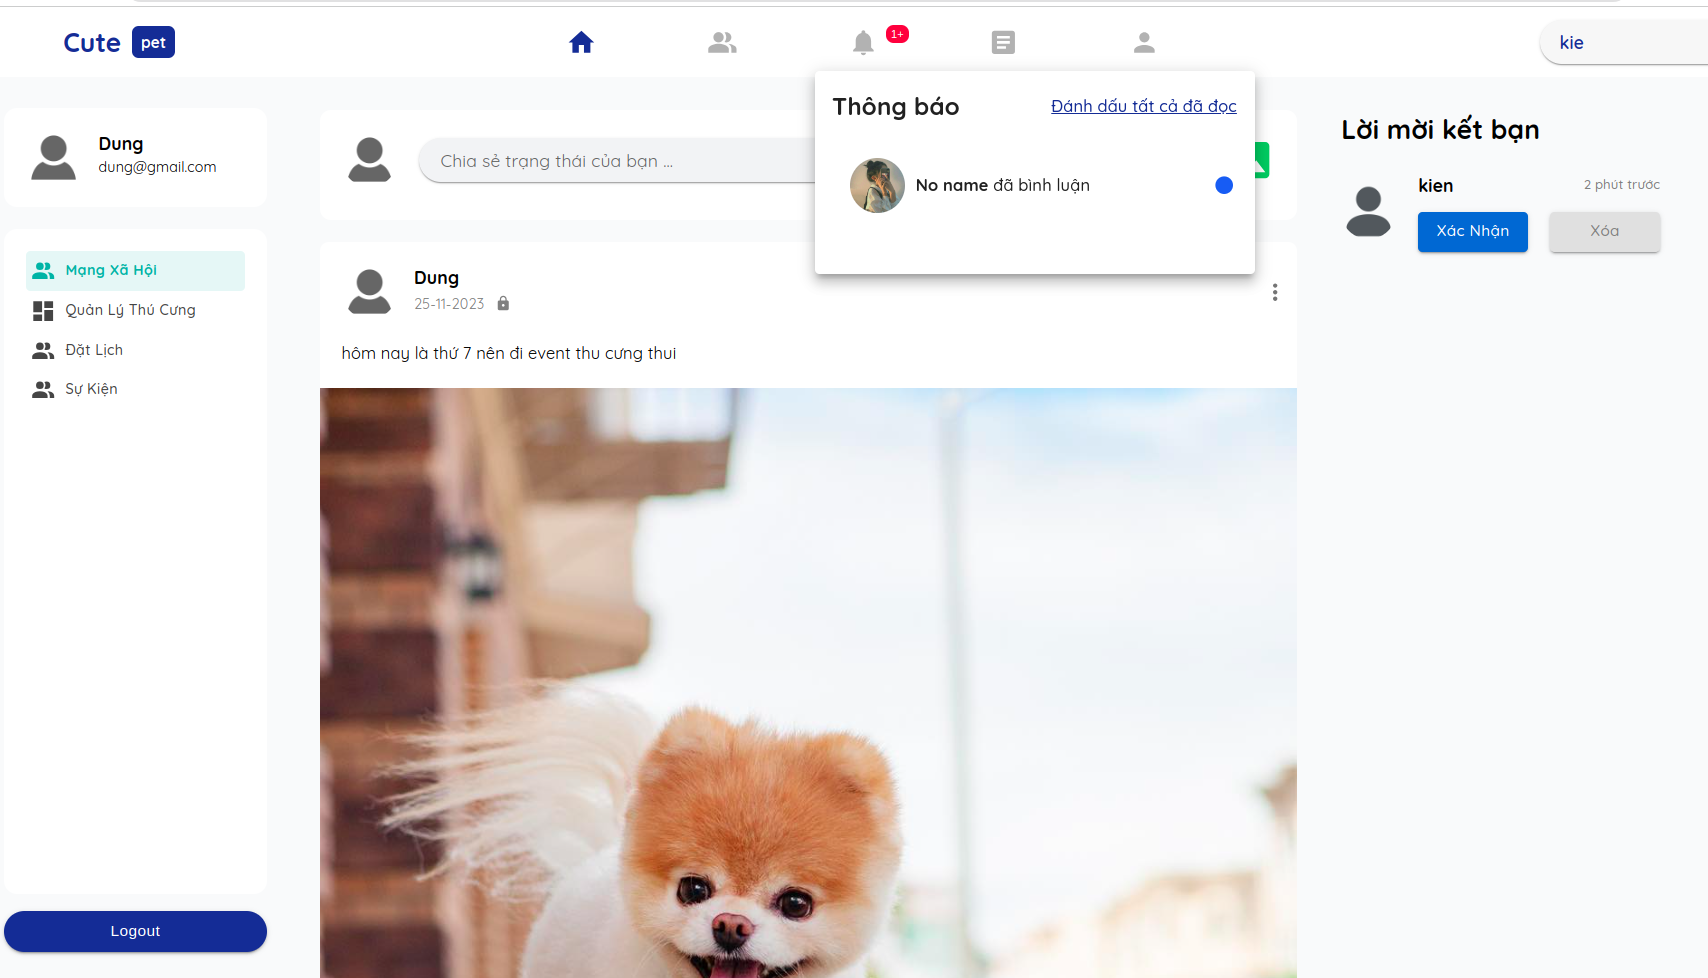 Cute pet
1+
kie
Thông báo
Đánh dấu tất cả đã đọc
No name đã bình luận
Dung
dung@gmail.com
Mạng Xã Hội
Quản Lý Thú Cưng
Đặt Lịch
Sự Kiện
Logout
Chia sẻ trạng thái của bạn ...
Dung
25-11-2023
hôm nay là thứ 7 nên đi event thu cưng thui
Lời mời kết bạn
kien
2 phút trước
Xác Nhận
Xóa